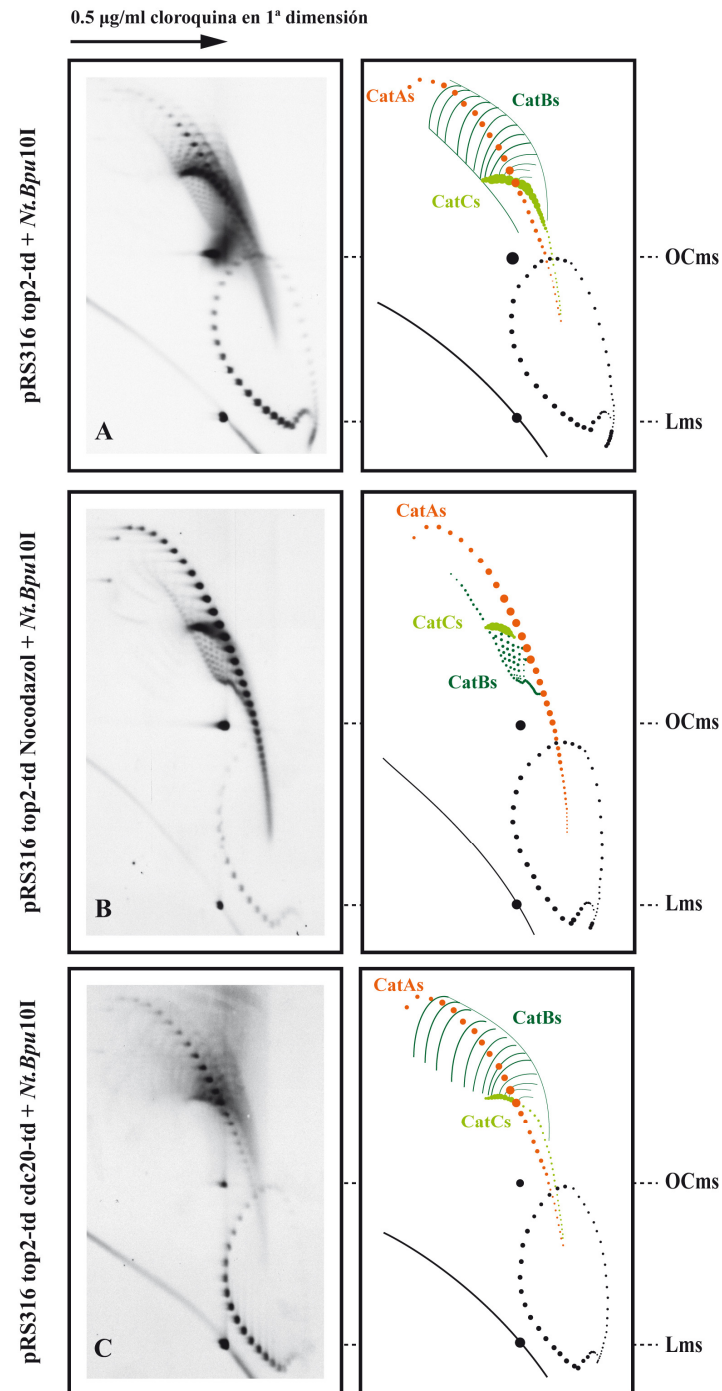 0.5 µg/ml cloroquina en 1ª dimensión
pRS316 top2-td + Nt.Bpu10I
A
CatAs
CatBs
CatCs
OCms
Lms
pRS316 top2-td Nocodazol + Nt.Bpu10I
B
CatAs
CatCs
CatBs
OCms
Lms
pRS316 top2-td cdc20-td + Nt.Bpu10I
C
CatAs
CatBs
CatCs
OCms
Lms